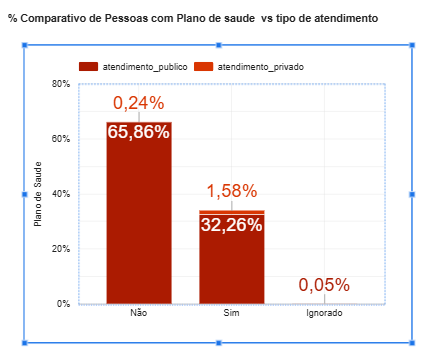 % Comparativo de Pessoas com Plano de saude vs tipo de atendimento
atendimento_publico atendimento_privado
80%
60%
40%
20%
0%
Plano de Saude
0,24%
65,86%
1,58%
32,26%
0,05%
Não Sim Ignorado